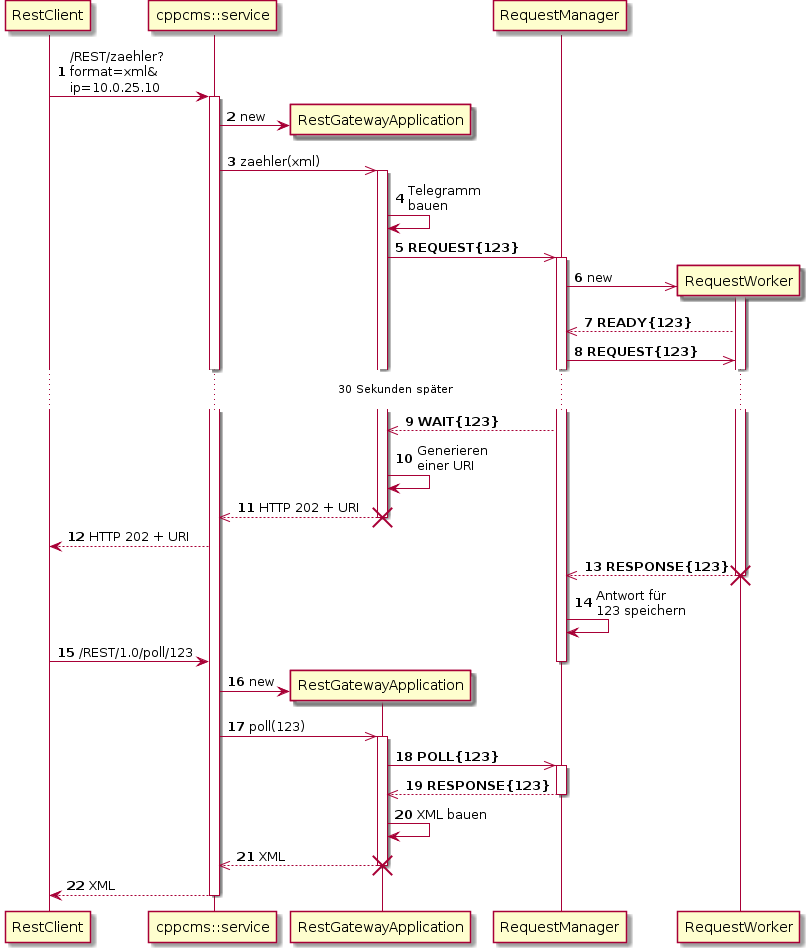 RestClient
cppcms::service
RequestManager
/REST/zaehler?
1 format=xml&
ip=10.0.25.10
2 new
RestGatewayApplication
3 zaehler(xml)
4 Telegramm
bauen
5 REQUEST{123}
6 new
RequestWorker
7 READY{123}
8 REQUEST{123}
30 Sekunden später
9 WAIT{123}
10 Generieren
einer URI
11 HTTP 202 + URI
12 HTTP 202 + URI
13 RESPONSE{123}
14 Antwort für
123 speichern
15 /REST/1.0/poll/123
16 new
RestGatewayApplication
17 poll(123)
18 POLL{123}
19 RESPONSE{123}
20 XML bauen
21 XML
22 XML
RestClient
cppcms::service
RestGatewayApplication
RequestManager
RequestWorker